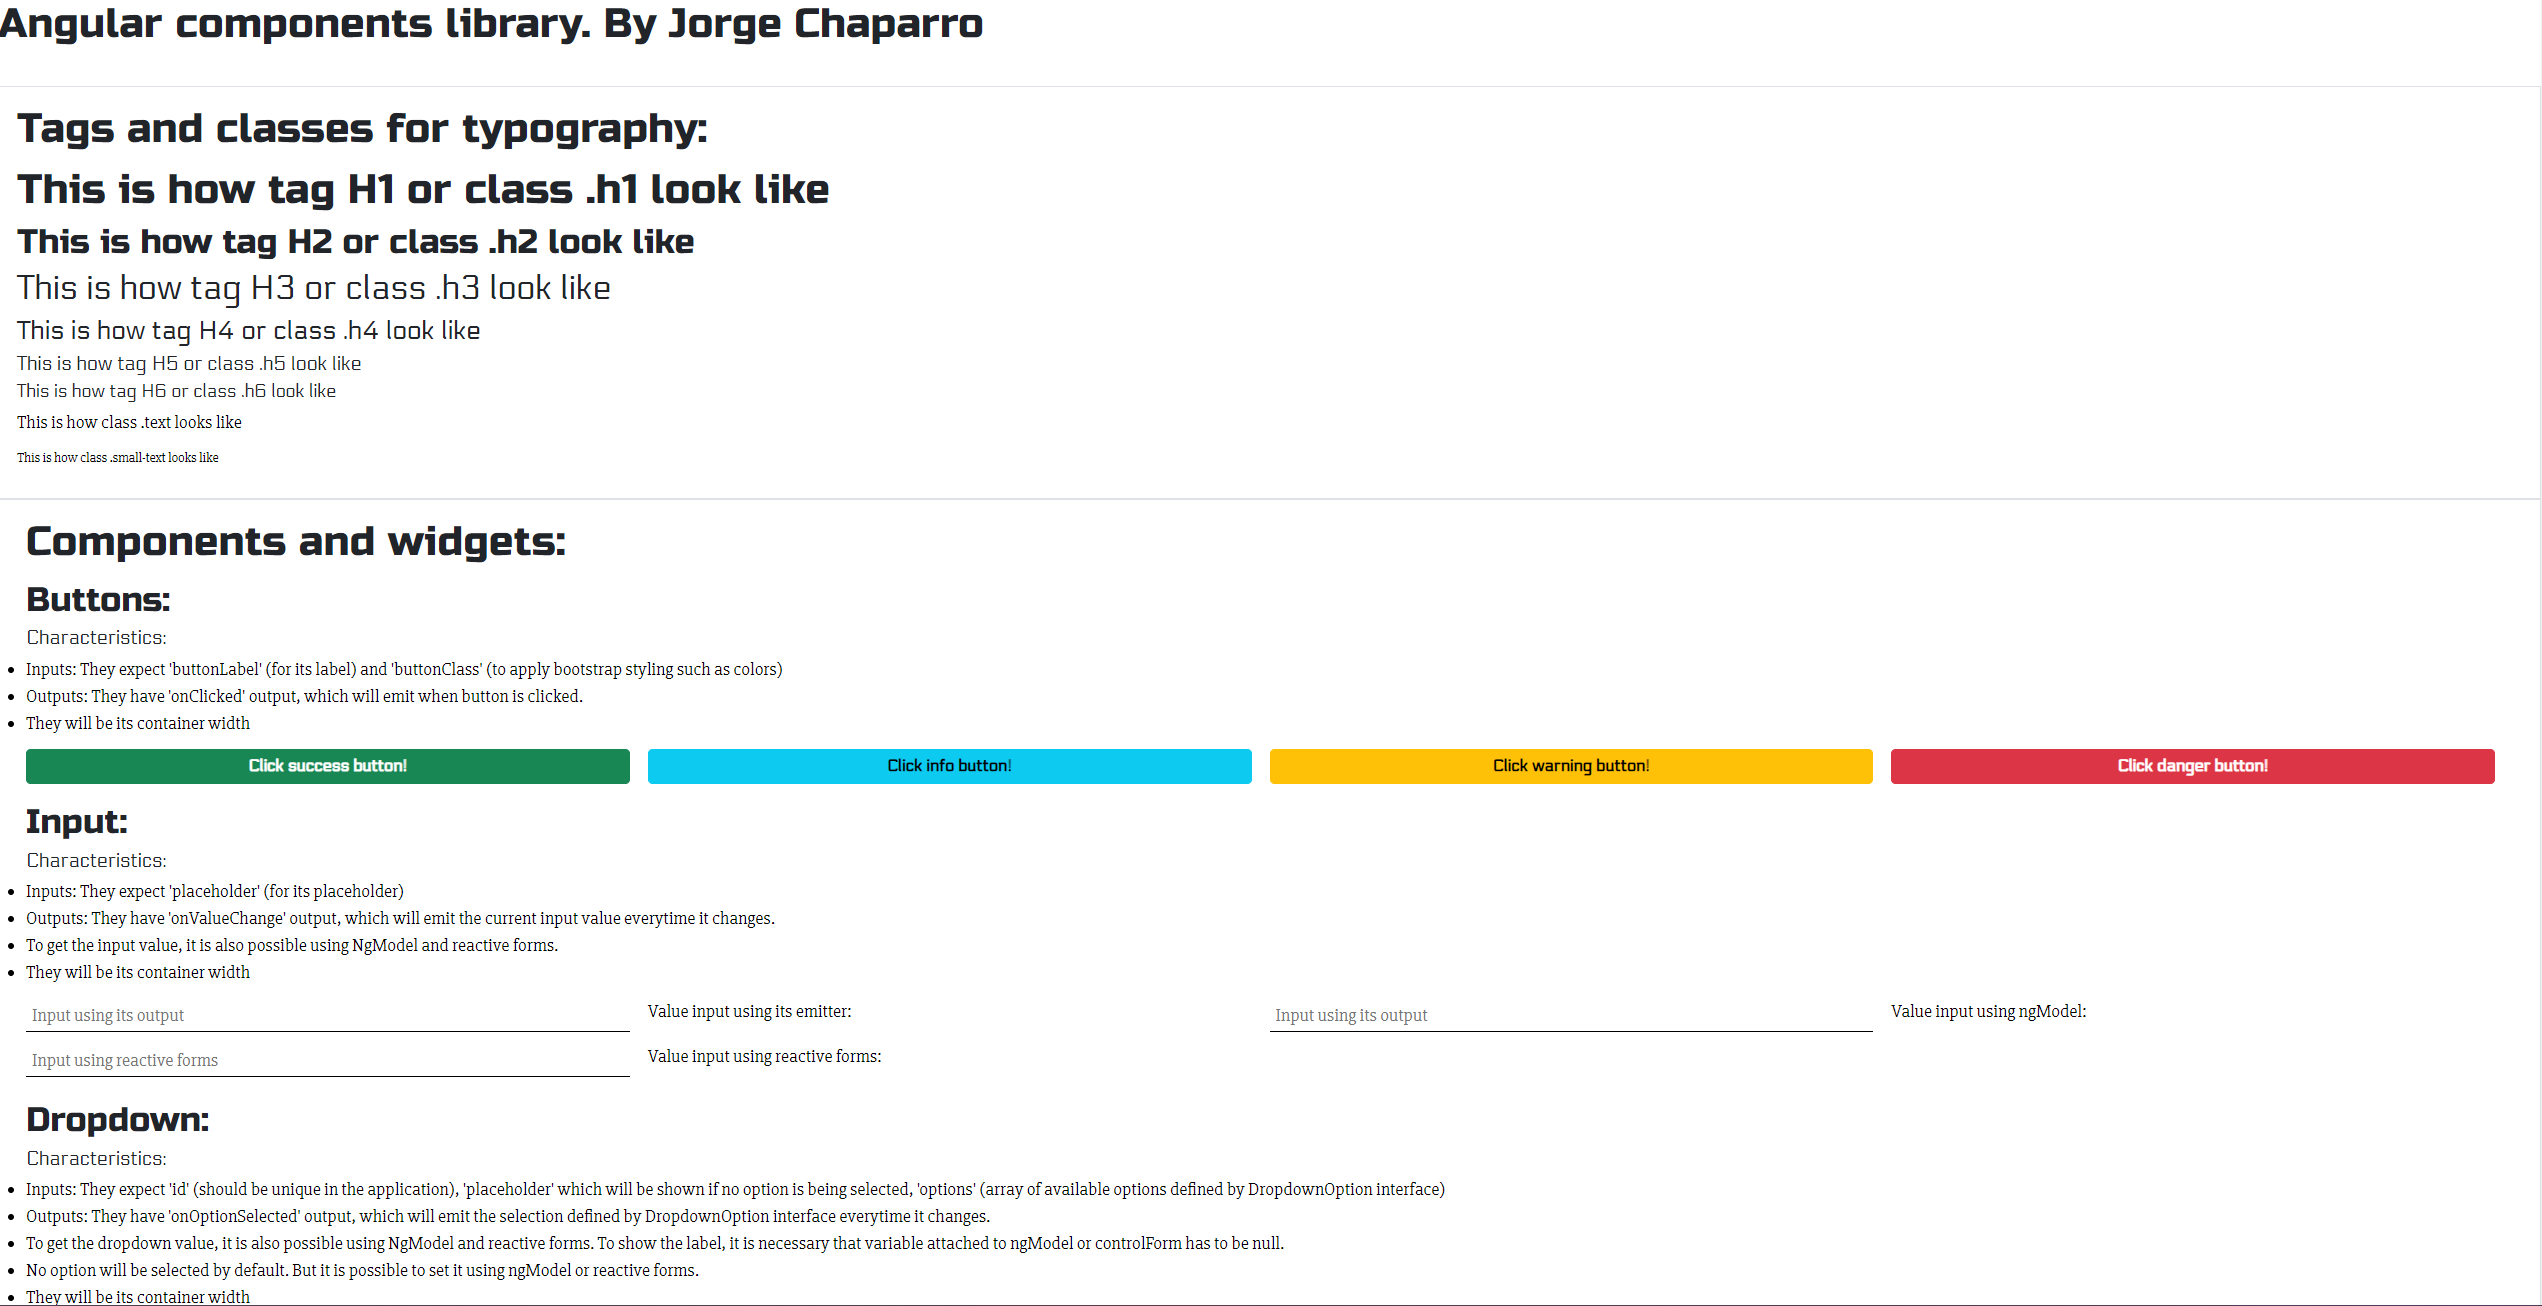 Angular components library. By Jorge Chaparro
Tags and classes for typography:
This is how tag H1 or class .h1 look like
This is how tag H2 or class .h2 look like
This is how tag H3 or class .h3 look like
This is how tag H4 or class .h4 look like
This is how tag H5 or class .h5 look like
This is how tag H6 or class .h6 look like
This is how class .text looks like
This is how class .small-text looks like
Components and widgets:
Buttons:
Characteristics:
Inputs: They expect 'buttonLabel' (for its label) and 'buttonClass' (to apply bootstrap styling such as colors)
Outputs: They have 'onClicked' output, which will emit when button is clicked.
They will be its container width
Click success button!
Click info button!
Click warning button!
Click danger button!
Input:
Characteristics:
Inputs: They expect 'placeholder' (for its placeholder)
Outputs: They have 'onValueChange' output, which will emit the current input value everytime it changes.
To get the input value, it is also possible using NgModel and reactive forms.
They will be its container width
Input using its output
Value input using its emitter:
Input using its output
Value input using ngModel:
Input using reactive forms
Value input using reactive forms:
Dropdown:
Characteristics:
Inputs: They expect 'id' (should be unique in the application), 'placeholder' which will be shown if no option is being selected, 'options' (array of available options defined by DropdownOption interface)
Outputs: They have 'onOptionSelected' output, which will emit the selection defined by DropdownOption interface everytime it changes.
To get the dropdown value, it is also possible using NgModel and reactive forms. To show the label, it is necessary that variable attached to ngModel or controlForm has to be null.
No option will be selected by default. But it is possible to set it using ngModel or reactive forms.
They will be its container width